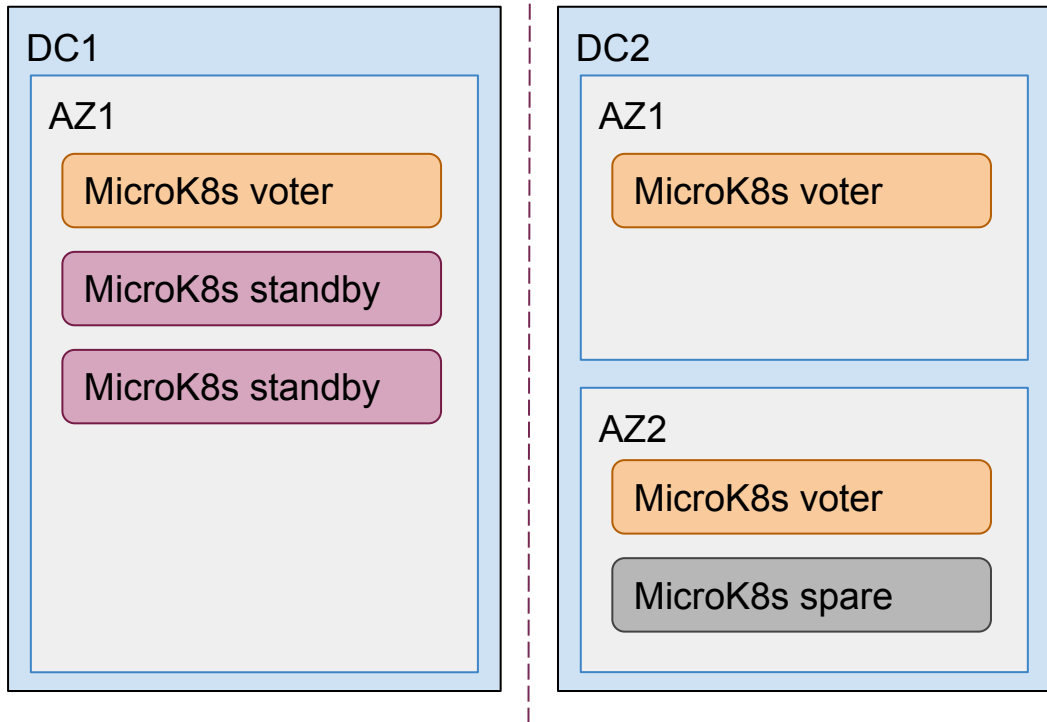 DC1
AZ1
MicroK8s voter
MicroK8s standby
MicroK8s standby
DC2
AZ1
MicroK8s voter
AZ2
MicroK8s voter
MicroK8s spare